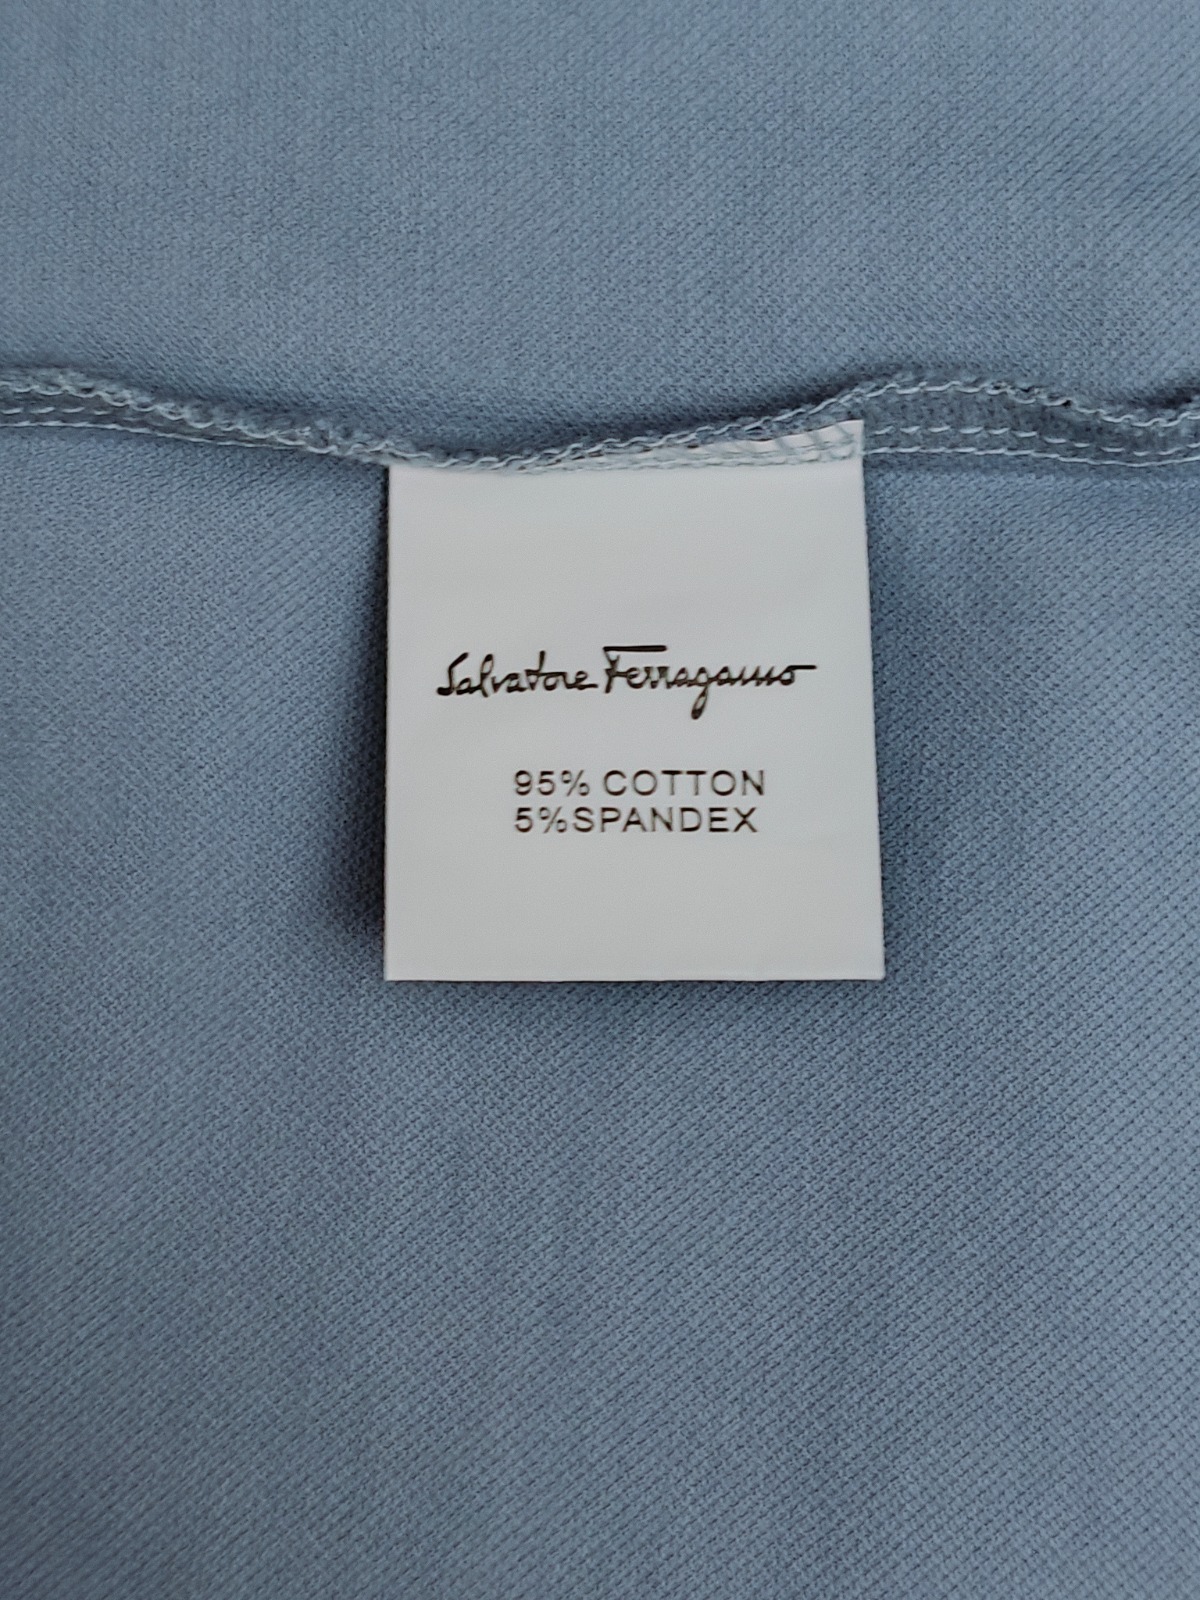 Salvatore Ferragamo
95% COTTON
5%SPANDEX